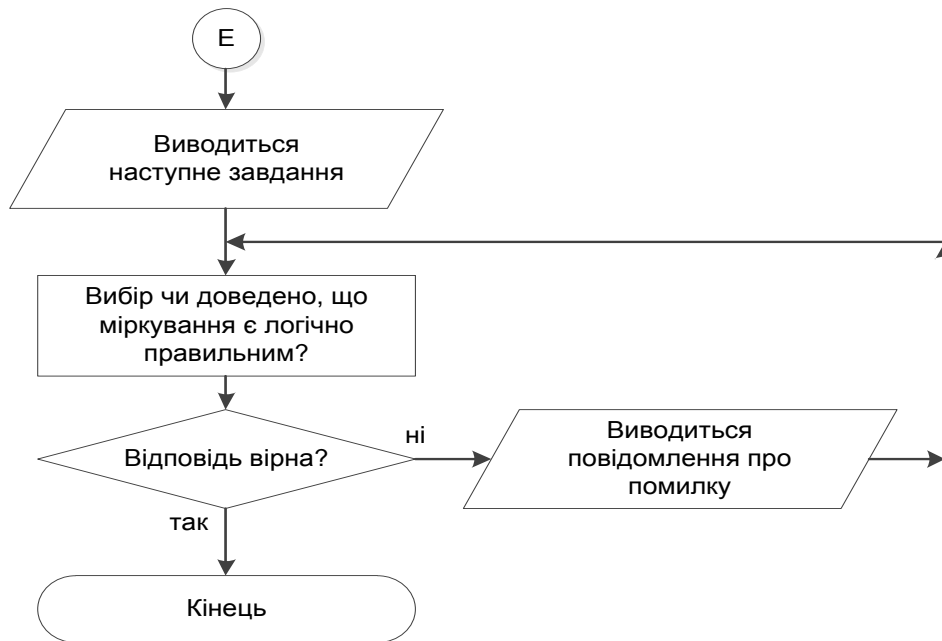 E
Виводиться
наступне завдання
Вибір чи доведено, що
міркування є логічно
правильним?
Відповідь вірна?
ні
Виводиться
повідомлення про
помилку
так
Кінець